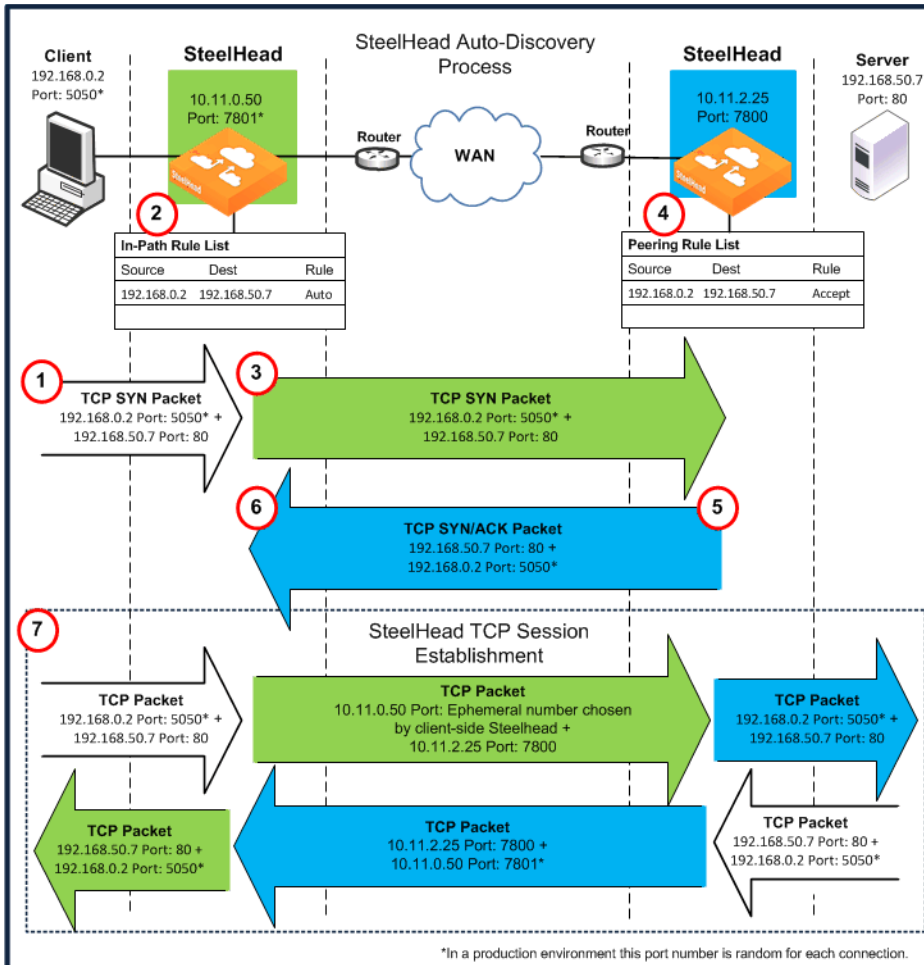 SteelHead Auto-Discovery
Process
Client
192.168.0.2
Port: 5050*
SteelHead
10.11.0.50
Port: 7801*
SteelHead
Router
WAN
Router
SteelHead
10.11.2.25
Port: 7800
SteelHead
Server
192.168.50.7
Port: 80
2
In-Path Rule List
Source Dest Rule
192.168.0.2 192.168.50.7 Auto
4
Peering Rule List
Source Dest Rule
192.168.0.2 192.168.50.7 Accept
1
TCP SYN Packet
192.168.0.2 Port: 5050* +
192.168.50.7 Port: 80
3
TCP SYN Packet
192.168.0.2 Port: 5050* +
192.168.50.7 Port: 80
6
TCP SYN/ACK Packet
192.168.50.7 Port: 80 +
192.168.0.2 Port: 5050*
5
7
SteelHead TCP Session
Establishment
TCP Packet
192.168.0.2 Port: 5050* +
192.168.50.7 Port: 80
TCP Packet
10.11.0.50 Port: Ephemeral number chosen
by client-side Steelhead +
10.11.2.25 Port: 7800
TCP Packet
192.168.0.2 Port: 5050* +
192.168.50.7 Port: 80
TCP Packet
192.168.50.7 Port: 80 +
192.168.0.2 Port: 5050*
TCP Packet
10.11.2.25 Port: 7800 +
10.11.0.50 Port: 7801*
TCP Packet
192.168.50.7 Port: 80 +
192.168.0.2 Port: 5050*
*In a production environment this port number is random for each connection.